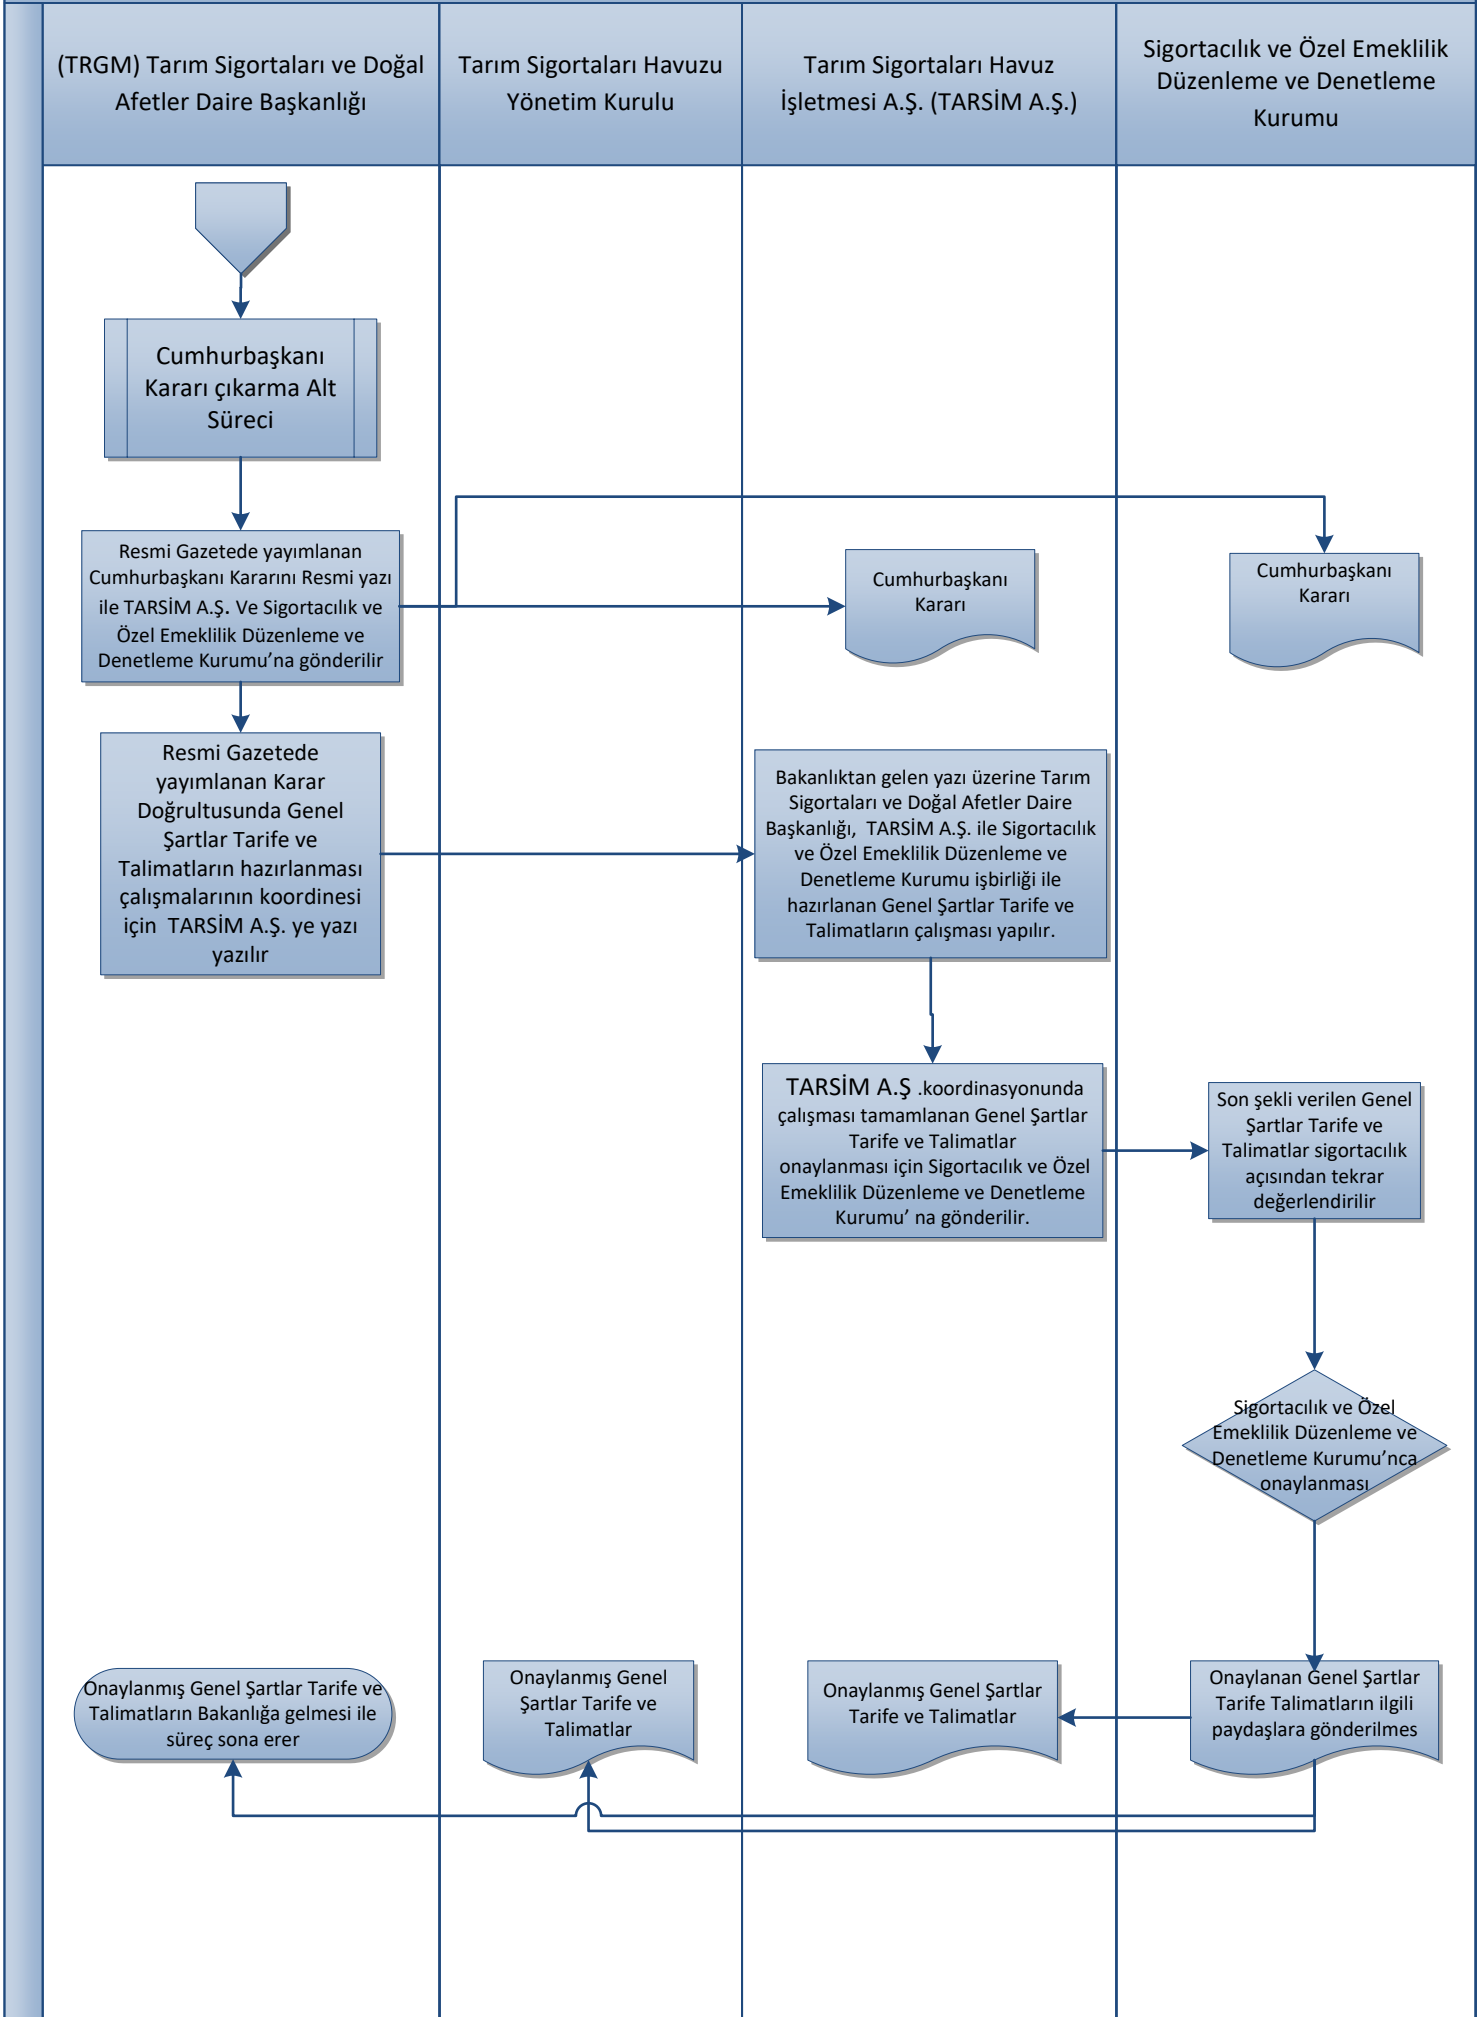 (TRGM) Tarım Sigortaları ve Doğal
Afetler Daire Başkanlığı
Tarım Sigortaları Havuzu
Yönetim Kurulu
Tarım Sigortaları Havuz
İşletmesi A.Ş. (TARSİM A.Ş.)
Sigortacılık ve Özel Emeklilik
Düzenleme ve Denetleme
Kurumu
Cumhurbaşkanı
Kararı çıkarma Alt
Süreci
Resmi Gazetede yayımlanan
Cumhurbaşkanı Kararını Resmi yazı
ile TARSİM A.Ş. Ve Sigortacılık ve
Özel Emeklilik Düzenleme ve
Denetleme Kurumu’na gönderilir
Cumhurbaşkanı
Kararı
Cumhurbaşkanı
Kararı
Resmi Gazetede
yayımlanan Karar
Doğrultusunda Genel
Şartlar Tarife ve
Talimatların hazırlanması
çalışmalarının koordinesi
için  TARSİM A.Ş. ye yazı
yazılır
Bakanlıktan gelen yazı üzerine Tarım
Sigortaları ve Doğal Afetler Daire
Başkanlığı,  TARSİM A.Ş. ile Sigortacılık
ve Özel Emeklilik Düzenleme ve
Denetleme Kurumu işbirliği ile
hazırlanan Genel Şartlar Tarife ve
Talimatların çalışması yapılır.
TARSİM A.Ş .koordinasyonunda
çalışması tamamlanan Genel Şartlar
Tarife ve Talimatlar
onaylanması için Sigortacılık ve Özel
Emeklilik Düzenleme ve Denetleme
Kurumu’ na gönderilir.
Son şekli verilen Genel
Şartlar Tarife ve
Talimatlar sigortacılık
açısından tekrar
değerlendirilir
Sigortacılık ve Özel
Emeklilik Düzenleme ve
Denetleme Kurumu’nca
onaylanması
Onaylanmış Genel Şartlar Tarife ve
Talimatların Bakanlığa gelmesi ile
süreç sona erer
Onaylanmış Genel
Şartlar Tarife ve
Talimatlar
Onaylanmış Genel Şartlar
Tarife ve Talimatlar
Onaylanan Genel Şartlar
Tarife Talimatların ilgili
paydaşlara gönderilmes